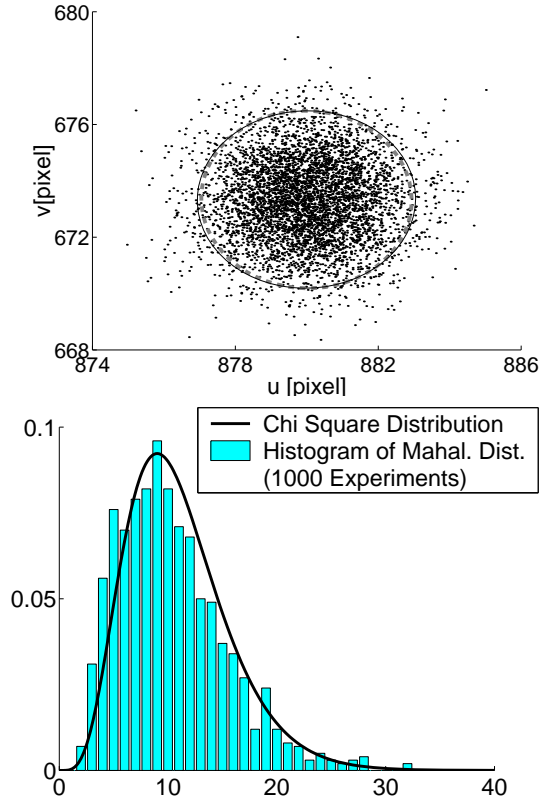 680
676
672
668
v[pixel]
874 878 882 886
u [pixel]
Chi Square Distribution
Histogram of Mahal. Dist.
(1000 Experiments)
0.1
0.05
0
0 10 20 30 40